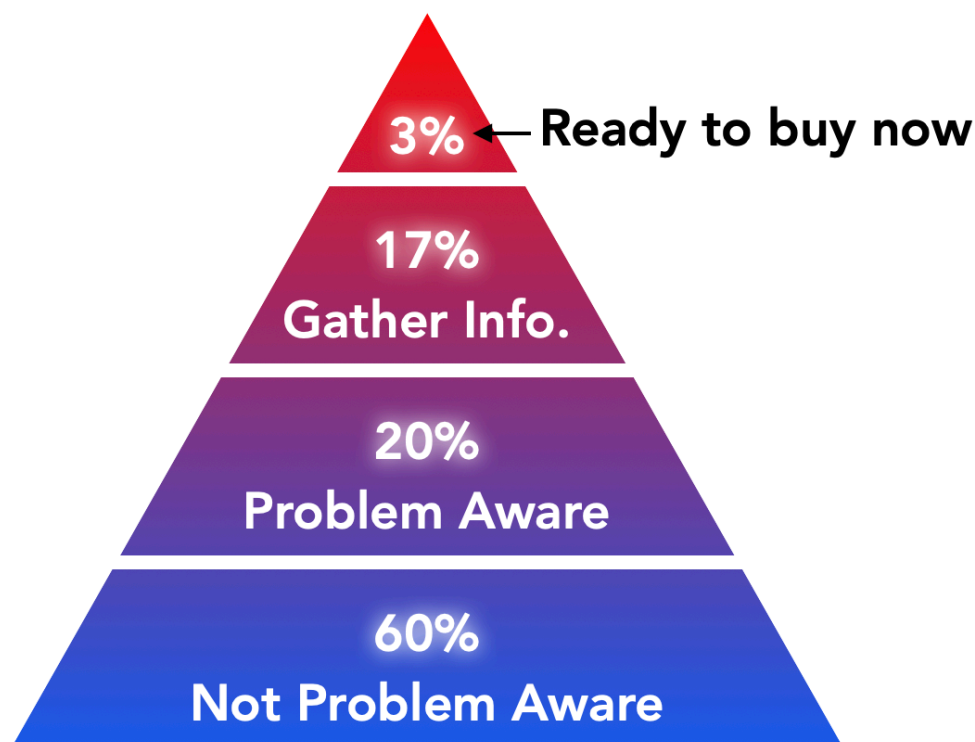 3%
Ready to buy now
17%
Gather Info.
20%
Problem Aware
60%
Not Problem Aware